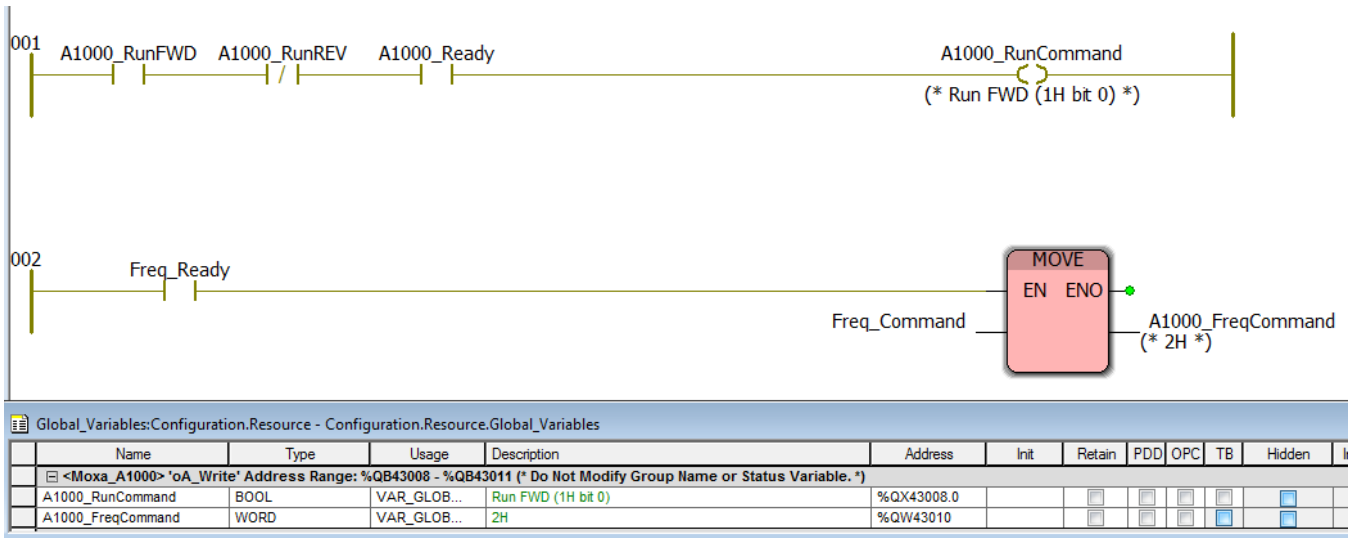 001
A1000_RunFWD A1000_RunREV A1000_Ready A1000_RunCommand
/
(* Run FWD (1H bit 0) *)
002
Freq_Ready MOVE
EN ENO
Freq_Command A1000_FreqCommand
(* 2H *)
Global_Variables:Configuration.Resource - Configuration.Resource.Global_Variables
Name Type Usage Description Address Init Retain PDD OPC TB Hidden
<Moxa_A1000> 'oA_Write' Address Range: %QB43008 - %QB43011 (* Do Not Modify Group Name or Status Variable. *)
A1000_RunCommand BOOL VAR_GLOB... Run FWD (1H bit 0) %QX43008.0
A1000_FreqCommand WORD VAR_GLOB... 2H %QW43010